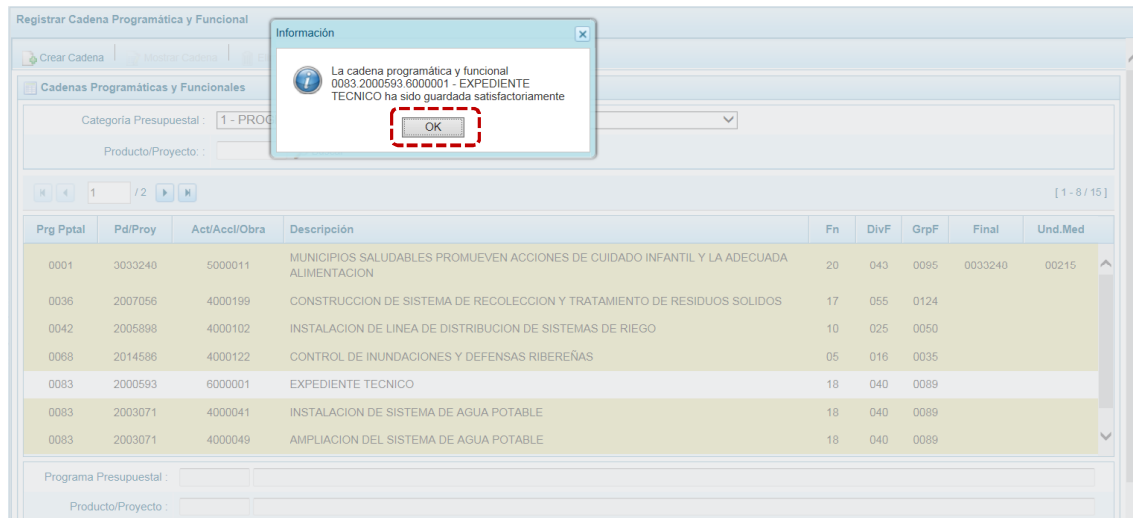 Registrar Cadena Programática y Funcional
Información
Crear Cadena
Mostrar Cadena
La cadena programática y funcional
0083.2000593.6000001 - EXPEDIENTE
TECNICO ha sido guardada satisfactoriamente
OK
Cadenas Programáticas y Funcionales
Categoría Presupuestal : 1 - PROG
Producto/Proyecto: :
1 / 2 [ 1 - 8 / 15 ]
Prg Pptal Pd/Proy Act/AccI/Obra Descripción Fn DivF GrpF Final Und.Med
0001 3033240 5000011 MUNICIPIOS SALUDABLES PROMUEVEN ACCIONES DE CUIDADO INFANTIL Y LA ADECUADA 20 043 0095 0033240 00215
ALIMENTACION
0036 2007056 4000199 CONSTRUCCION DE SISTEMA DE RECOLECCION Y TRATAMIENTO DE RESIDUOS SOLIDOS 17 055 0124
0042 2005898 4000102 INSTALACION DE LINEA DE DISTRIBUCION DE SISTEMAS DE RIEGO 10 025 0050
0068 2014586 4000122 CONTROL DE INUNDACIONES Y DEFENSAS RIBEREÑAS 05 016 0035
0083 2000593 6000001 EXPEDIENTE TECNICO 18 040 0089
0083 2003071 4000041 INSTALACION DE SISTEMA DE AGUA POTABLE 18 040 0089
0083 2003071 4000049 AMPLIACION DEL SISTEMA DE AGUA POTABLE 18 040 0089
Programa Presupuestal :
Producto/Proyecto :